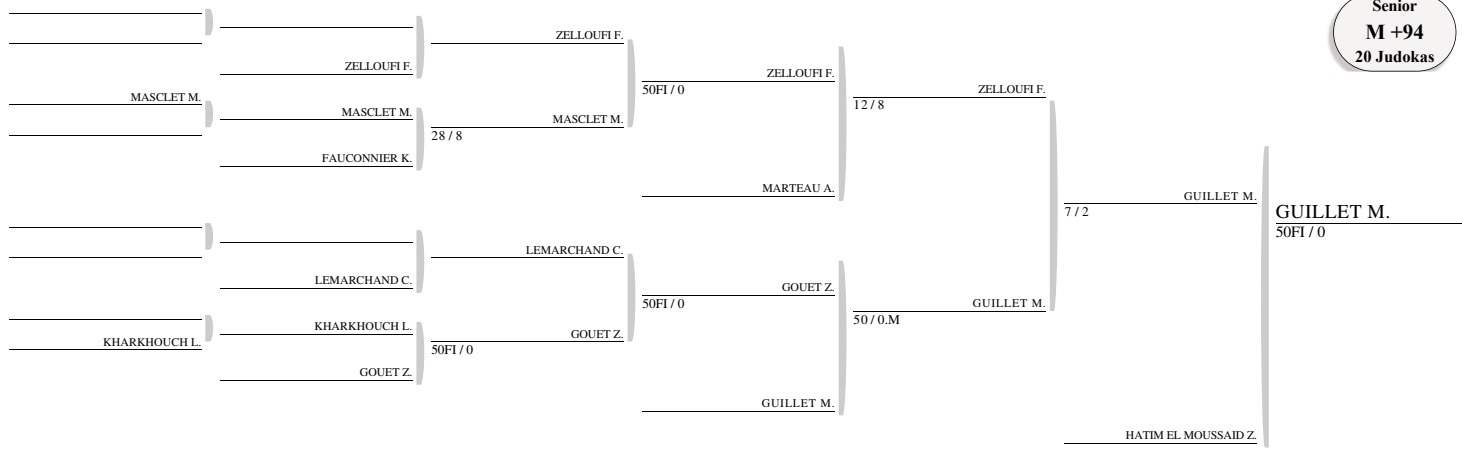 Senior
M +94
20 Judokas
MASCLET M.
KHARKHOUCH L.
ZELLOUFI F.
MASCLET M.
FAUCONNIER K.
LEMARCHAND C.
KHARKHOUCH L.
GOUET Z.
ZELLOUFI F.
MASCLET M.
28 / 8
LEMARCHAND C.
GOUET Z.
50FI / 0
ZELLOUFI F.
50FI / 0
MARTEAU A.
GOUET Z.
50FI / 0
GUILLET M.
ZELLOUFI F.
12 / 8
GUILLET M.
50 / 0.M
GUILLET M.
7 / 2
HATIM EL MOUSSAID Z.
GUILLET M.
50FI / 0